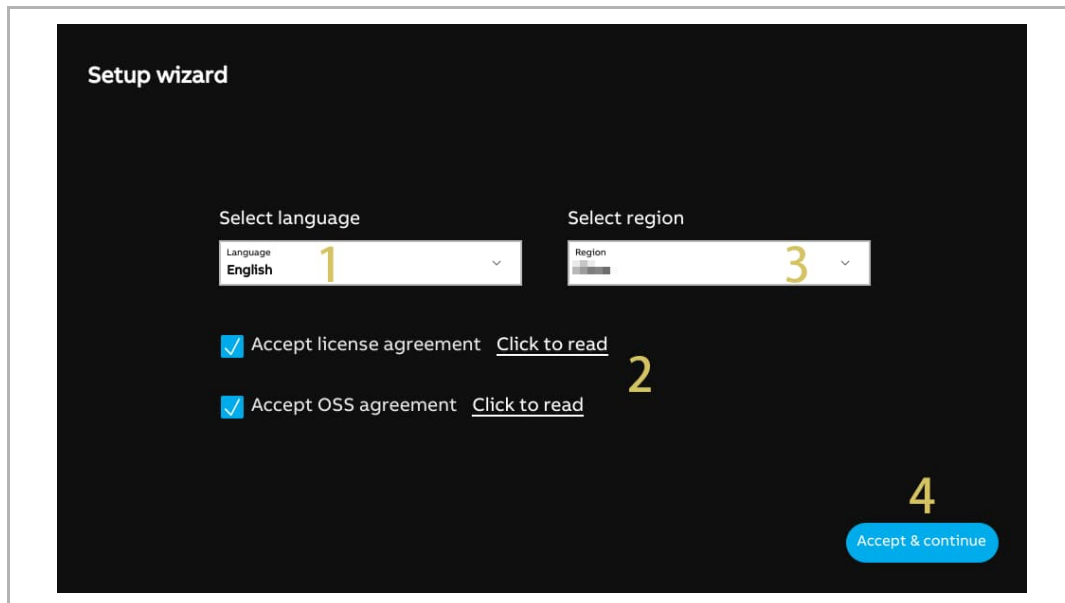 Setup wizard
Select language Select region
Language Region
English 1 3
Accept license agreement Click to read
2
Accept OSS agreement Click to read
4
Accept & continue